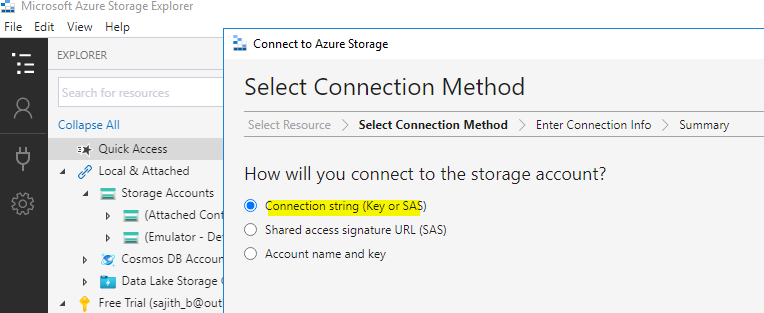 Microsoft Azure Storage Explorer
File Edit View Help
EXPLORER
Search for resources
Collapse All
Quick Access
Local & Attached
Storage Accounts
(Attached Cont
(Emulator - De
Cosmos DB Accou
Data Lake Storage
Free Trial (sajith_b@out
Connect to Azure Storage
Select Connection Method
Select Resource > Select Connection Method > Enter Connection Info > Summary
How will you connect to the storage account?
Connection string (Key or SAS)
Shared access signature URL (SAS)
Account name and key